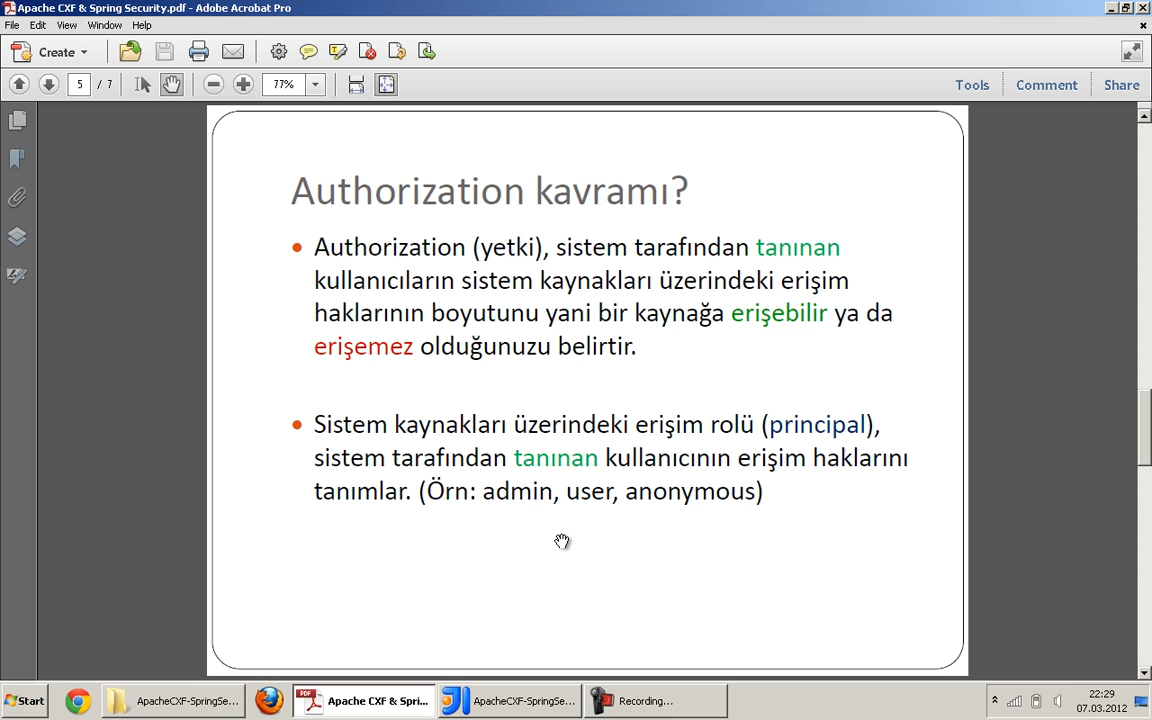 Apache CXF & Spring Security.pdf - Adobe Acrobat Pro
File Edit View Window Help
Create
5 / 7 77% Tools Comment Share
Authorization kavramı?
Authorization (yetki), sistem tarafından tanınan
kullanıcıların sistem kaynakları üzerindeki erişim
haklarının boyutunu yani bir kaynağa erişebilir ya da
erişemez olduğunuzu belirtir.
Sistem kaynakları üzerindeki erişim rolü (principal),
sistem tarafından tanınan kullanıcının erişim haklarını
tanımlar. (Örn: admin, user, anonymous)
Start ApacheCXF-SpringSe... PDF Apache CXF & Spri... ApacheCXF-SpringSe... Recording... 22:29
07.03.2012